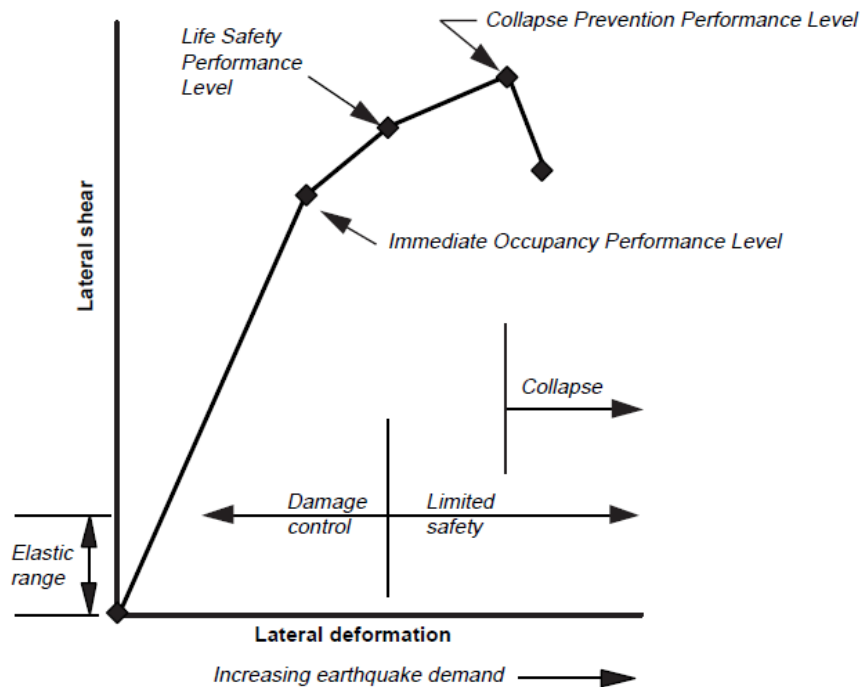 Collapse Prevention Performance Level
Life Safety
Performance
Level
Immediate Occupancy Performance Level
Lateral shear
Collapse
Damage
control
Limited
safety
Elastic
range
Lateral deformation
Increasing earthquake demand